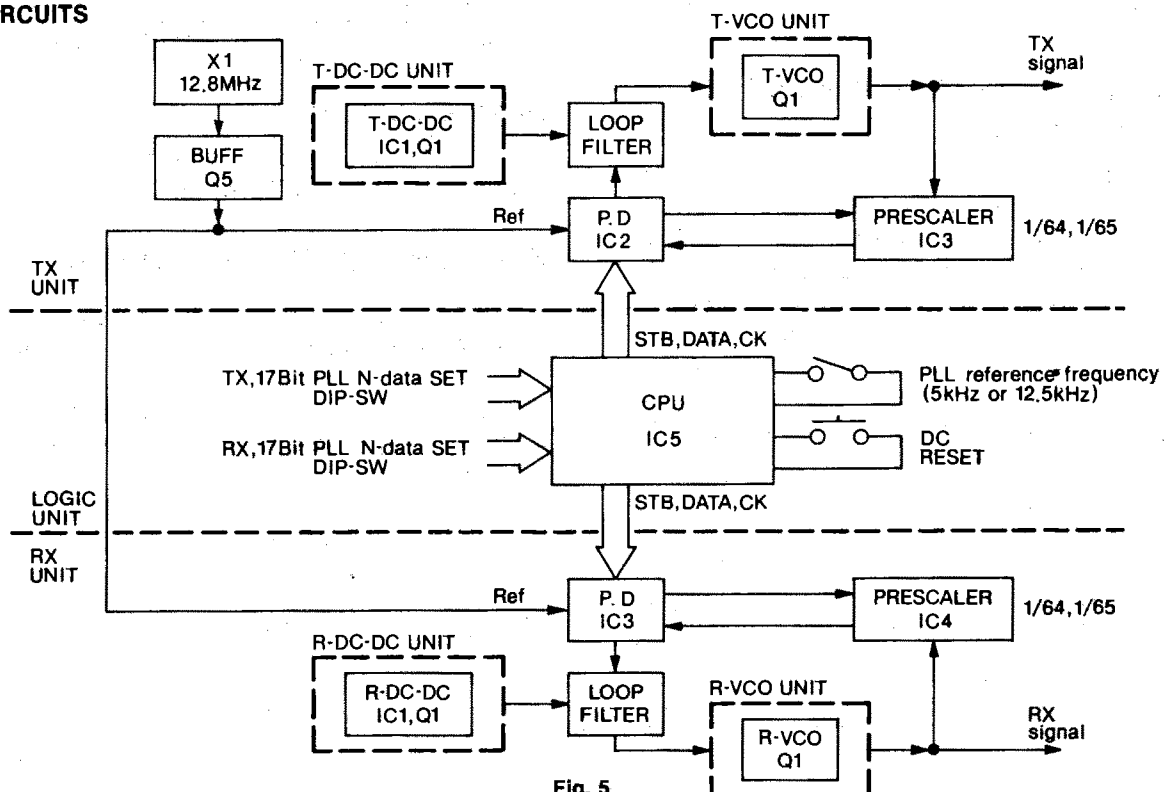 RCUITS
X1
12.8MHz
BUFF
Q5
T-DC-DC UNIT
T-DC-DC
IC1,Q1
LOOP
FILTER
T-VCO UNIT
T-VCO
Q1
TX
signal
Ref
P.D
IC2
PRESCALER
IC3
1/64,1/65
TX
UNIT
STB,DATA,CK
TX,17Bit PLL N-data SET
DIP-SW
RX,17Bit PLL N-data SET
DIP-SW
CPU
IC5
PLL reference frequency
(5kHz or 12.5kHz)
DC
RESET
LOGIC
UNIT
STB,DATA,CK
RX
UNIT
Ref
P.D
IC3
PRESCALER
IC4
1/64,1/65
R-DC-DC UNIT
R-DC-DC
IC1,Q1
LOOP
FILTER
R-VCO UNIT
R-VCO
Q1
RX
signal
Fig. 5